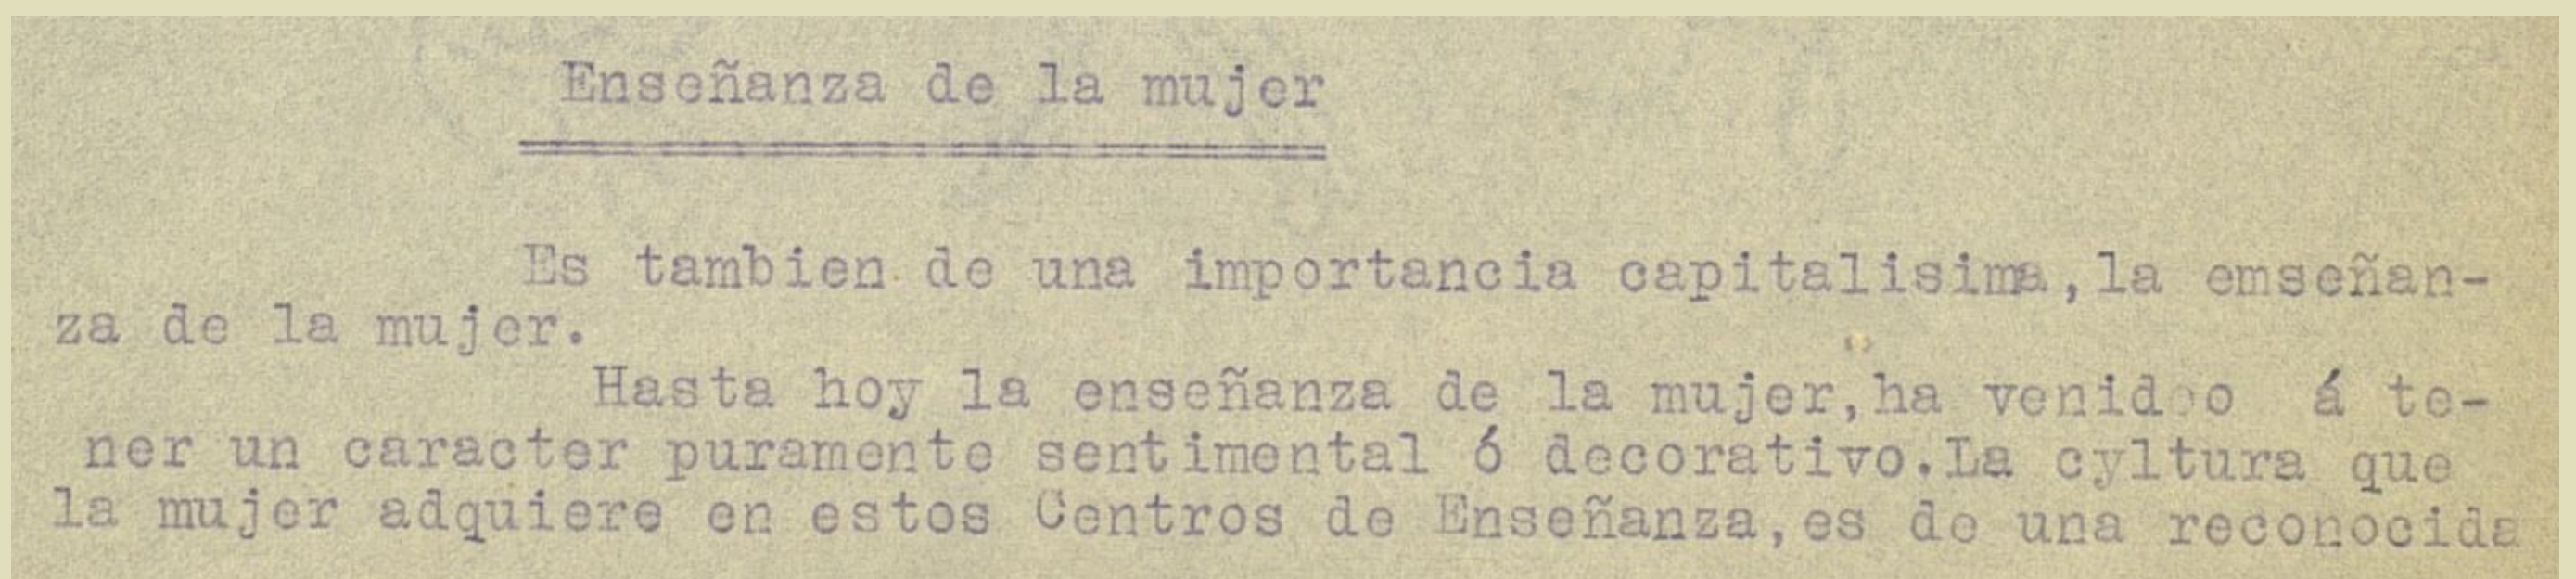 Enseñanza de la mujer
Es tambien de una importancia capitalisima,la emseñan-
za de la mujer.
Hasta hoy la enseñanza de la mujer,ha venidoo á te-
ner un caracter puramente sentimental ó decorativo.La cyltura que
la mujer adquiere en estos Centros de Enseñanza,es de una reconocida